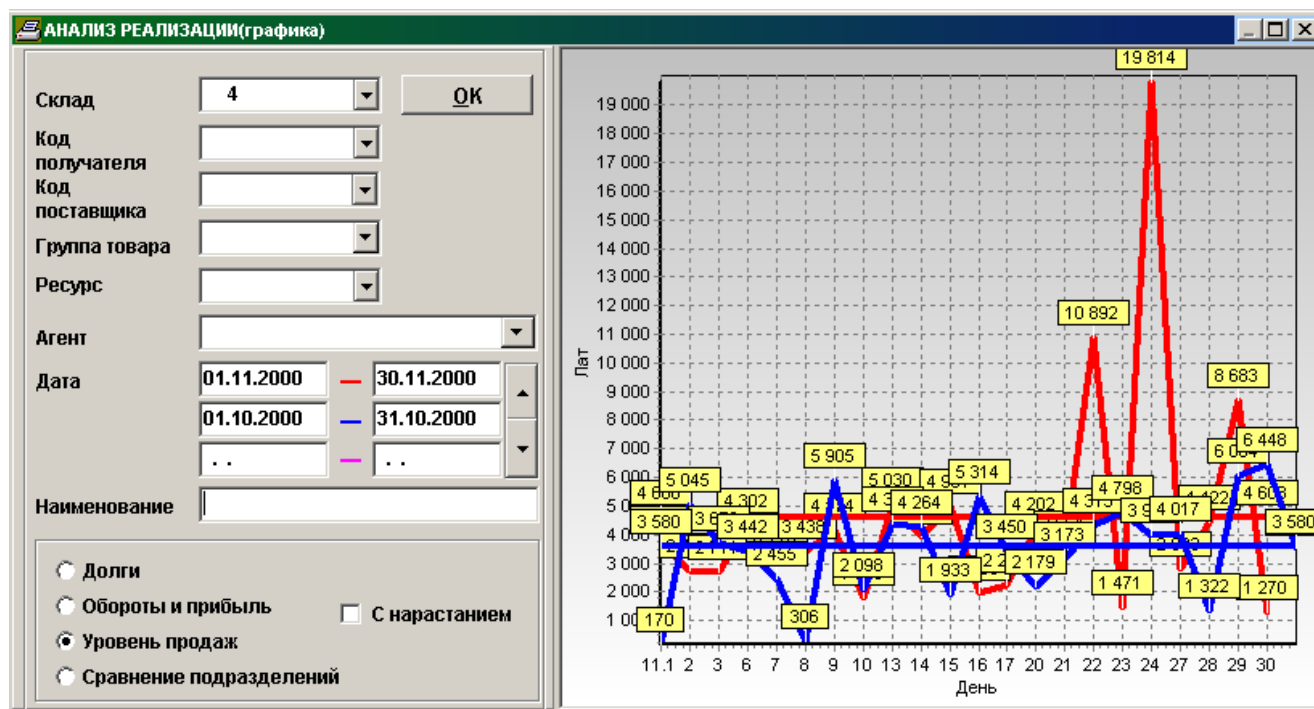 АНАЛИЗ РЕАЛИЗАЦИИ(графика)
Склад 4 OK
Код
получателя
Код
поставщика
Группа товара
Ресурс
Агент
Дата 01.11.2000 30.11.2000
01.10.2000 31.10.2000
. . . .
Наименование
Долги
Обороты и прибыль
С нарастанием
Уровень продаж
Сравнение подразделений
19 814
19 000
18 000
17 000
16 000
15 000
14 000
13 000
12 000
11 000
10 892
10 000
9 000
8 683
8 000
7 000
6 448
6 000
5 905
5 314
5 045
5 030
5 000
4 798
4 302
4 264
4 202
4 017
4 000
3 580
3 442
3 450
3 173
3 580
3 000
2 455
2 098
2 179
2 000
1 933
1 471
1 322
1 270
170
306
Лат
11.1 2 3 6 7 8 9 10 13 14 15 16 17 20 21 22 23 24 27 28 29 30
День